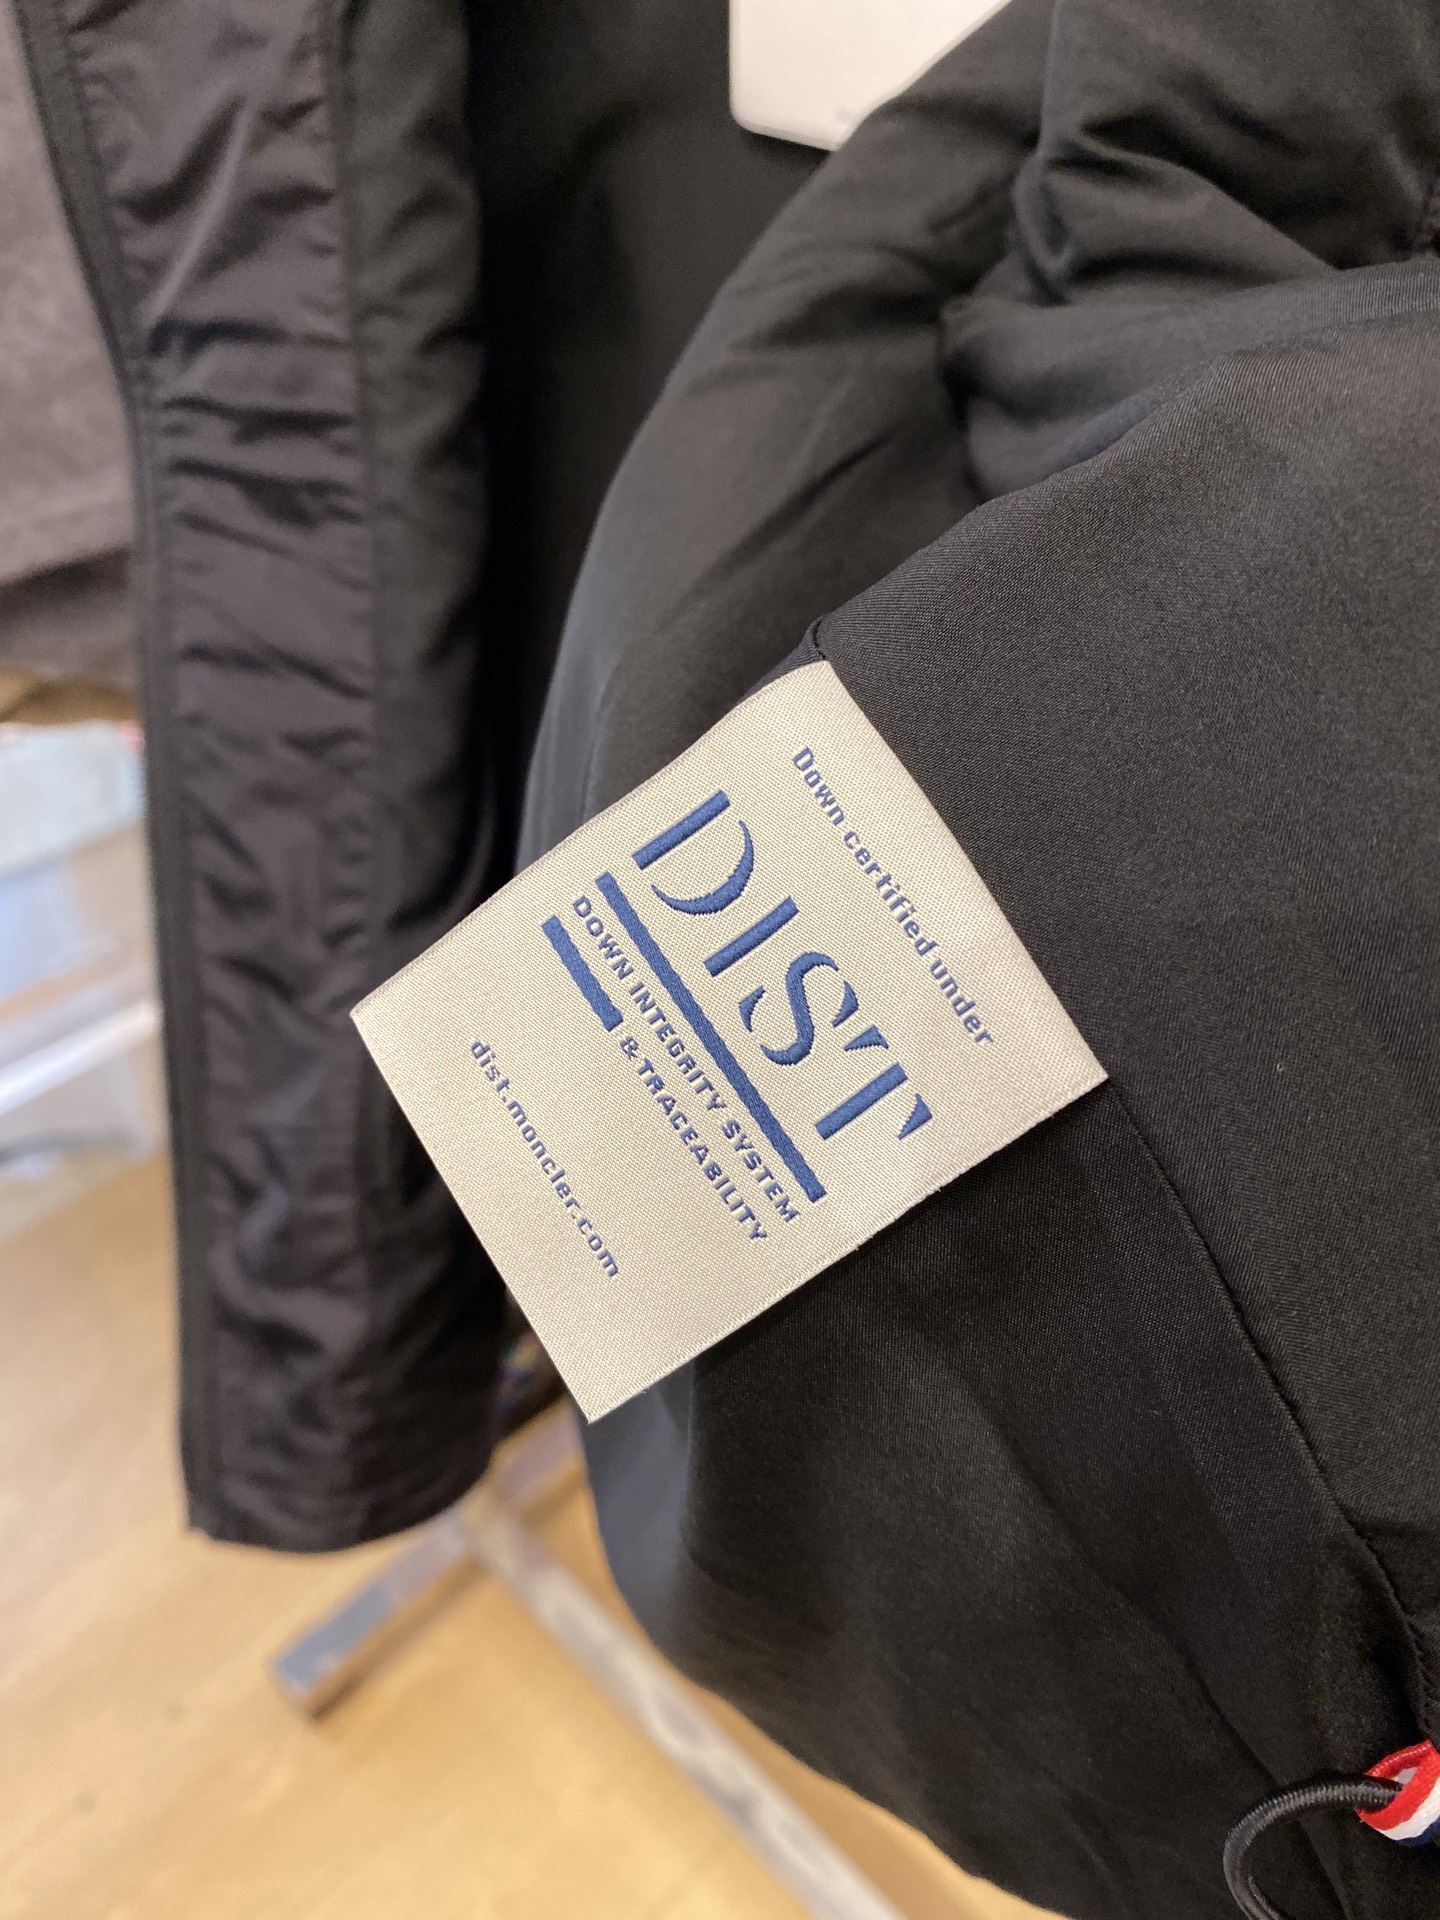 Down certified under
DIST
DOWN INTEGRITY SYSTEM
& TRACEABILITY
dist.moncler.com